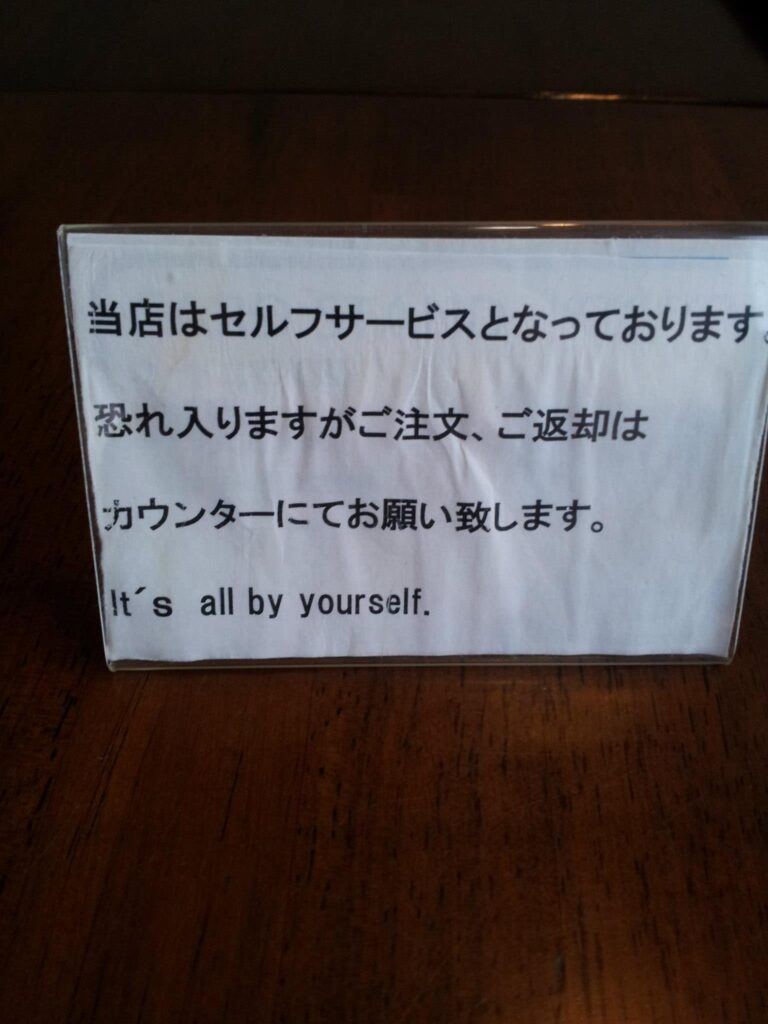 当店はセルフサービスとなっております。
恐れ入りますがご注文、ご返却は
カウンターにてお願い致します。
It´s all by yourself.